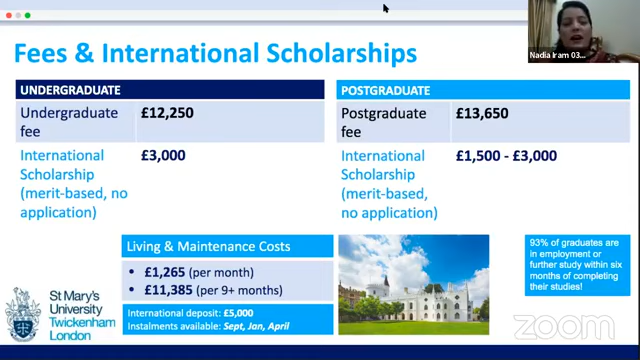 Fees & International Scholarships
Nadia Iram 03...
UNDERGRADUATE
Undergraduate
fee
£12,250
International
Scholarship
(merit-based, no
application)
£3,000
POSTGRADUATE
Postgraduate
fee
£13,650
International
Scholarship
(merit-based,
no application)
£1,500 - £3,000
Living & Maintenance Costs
• £1,265 (per month)
• £11,385 (per 9+ months)
International deposit: £5,000
Instalments available: Sept, Jan, April
93% of graduates are
in employment or
further study within six
months of completing
their studies!
St Mary's
University
Twickenham
London
zoom